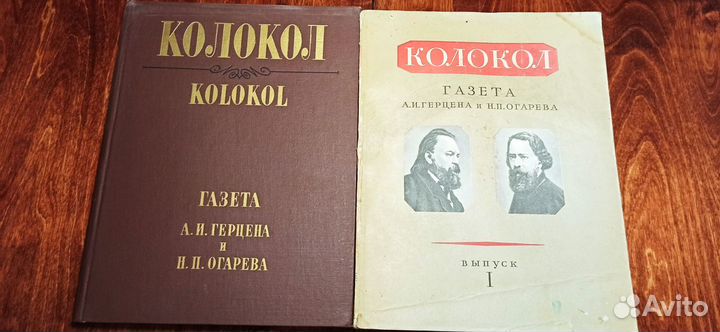 КОЛОКОЛ
KOLOKOL
ГАЗЕТА
А. И. ГЕРЦЕНА
И
Н. П. ОГАРЕВА
КОЛОКОЛ
ГАЗЕТА
А.И.ГЕРЦЕНА и Н.П.ОГАРЕВА
ВЫПУСК
I
Avito